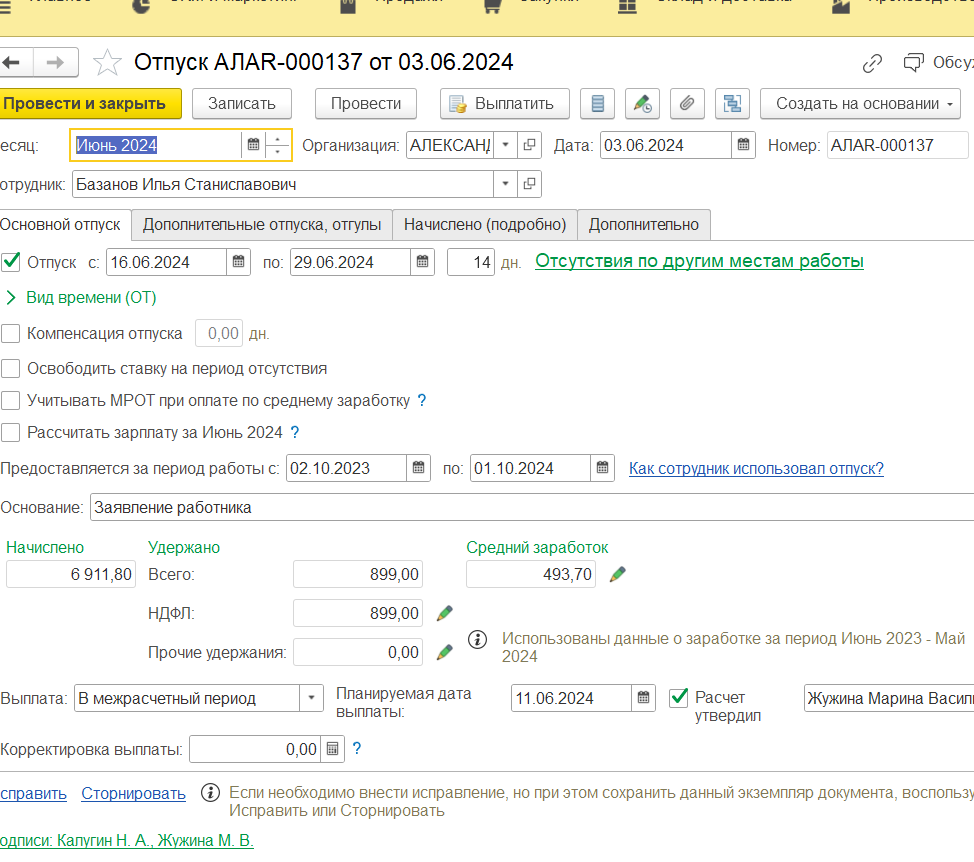 Отпуск АЛАR-000137 от 03.06.2024
Обсу
Провести и закрыть Записать Провести Выплатить Создать на основании
есяц: Июнь 2024 Организация: АЛЕКСАНД Дата: 03.06.2024 Номер: АЛАR-000137
отрудник: Базанов Илья Станиславович
Основной отпуск Дополнительные отпуска, отгулы Начислено (подробно) Дополнительно
Отпуск с: 16.06.2024 по: 29.06.2024 14 дн. Отсутствия по другим местам работы
Вид времени (ОТ)
Компенсация отпуска 0,00 дн.
Освободить ставку на период отсутствия
Учитывать МРОТ при оплате по среднему заработку ?
Рассчитать зарплату за Июнь 2024 ?
Предоставляется за период работы с: 02.10.2023 по: 01.10.2024 Как сотрудник использовал отпуск?
Основание: Заявление работника
Начислено Удержано Средний заработок
6 911,80 Всего: 899,00 493,70
НДФЛ: 899,00
Прочие удержания: 0,00
Использованы данные о заработке за период Июнь 2023 - Май
2024
Выплата: В межрасчетный период Планируемая дата
выплаты: 11.06.2024 Расчет
утвердил Жужина Марина Васил
Корректировка выплаты: 0,00 ?
справить Сторнировать Если необходимо внести исправление, но при этом сохранить данный экземпляр документа, воспользу
Исправить или Сторнировать
одписи: Калугин Н. А., Жужина М. В.